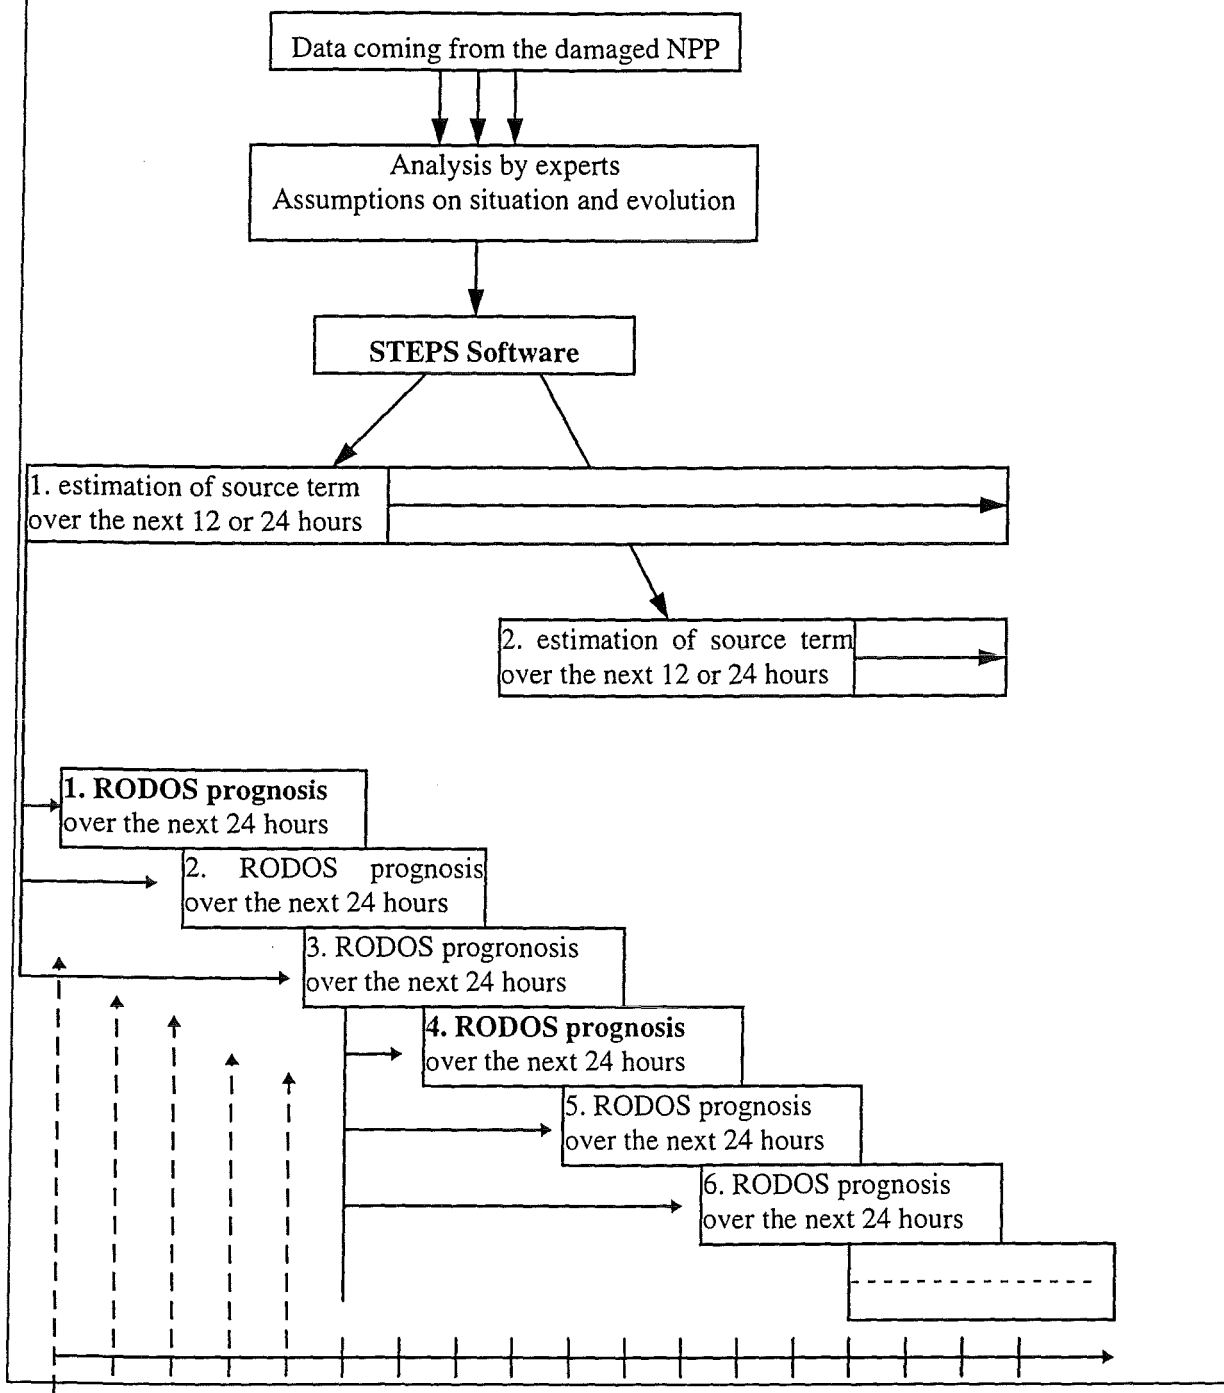 Data coming from the damaged NPP
Analysis by experts
Assumptions on situation and evolution
STEPS Software
1. estimation of source term
over the next 12 or 24 hours
2. estimation of source term
over the next 12 or 24 hours
1. RODOS prognosis
over the next 24 hours
2. RODOS prognosis
over the next 24 hours
3. RODOS progronosis
over the next 24 hours
4. RODOS prognosis
over the next 24 hours
5. RODOS prognosis
over the next 24 hours
6. RODOS prognosis
over the next 24 hours